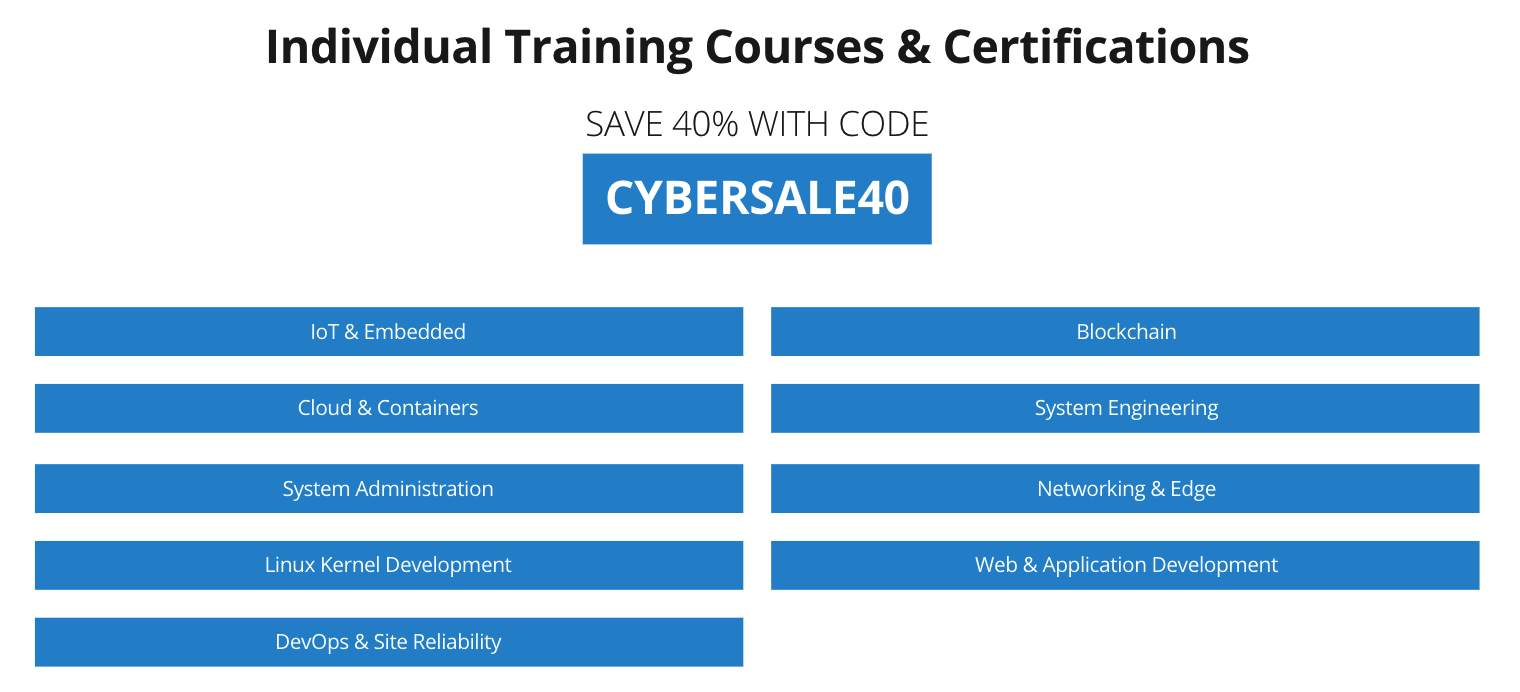 Individual Training Courses & Certifications
SAVE 40% WITH CODE
CYBERSALE40
IoT & Embedded
Blockchain
Cloud & Containers
System Engineering
System Administration
Networking & Edge
Linux Kernel Development
Web & Application Development
DevOps & Site Reliability